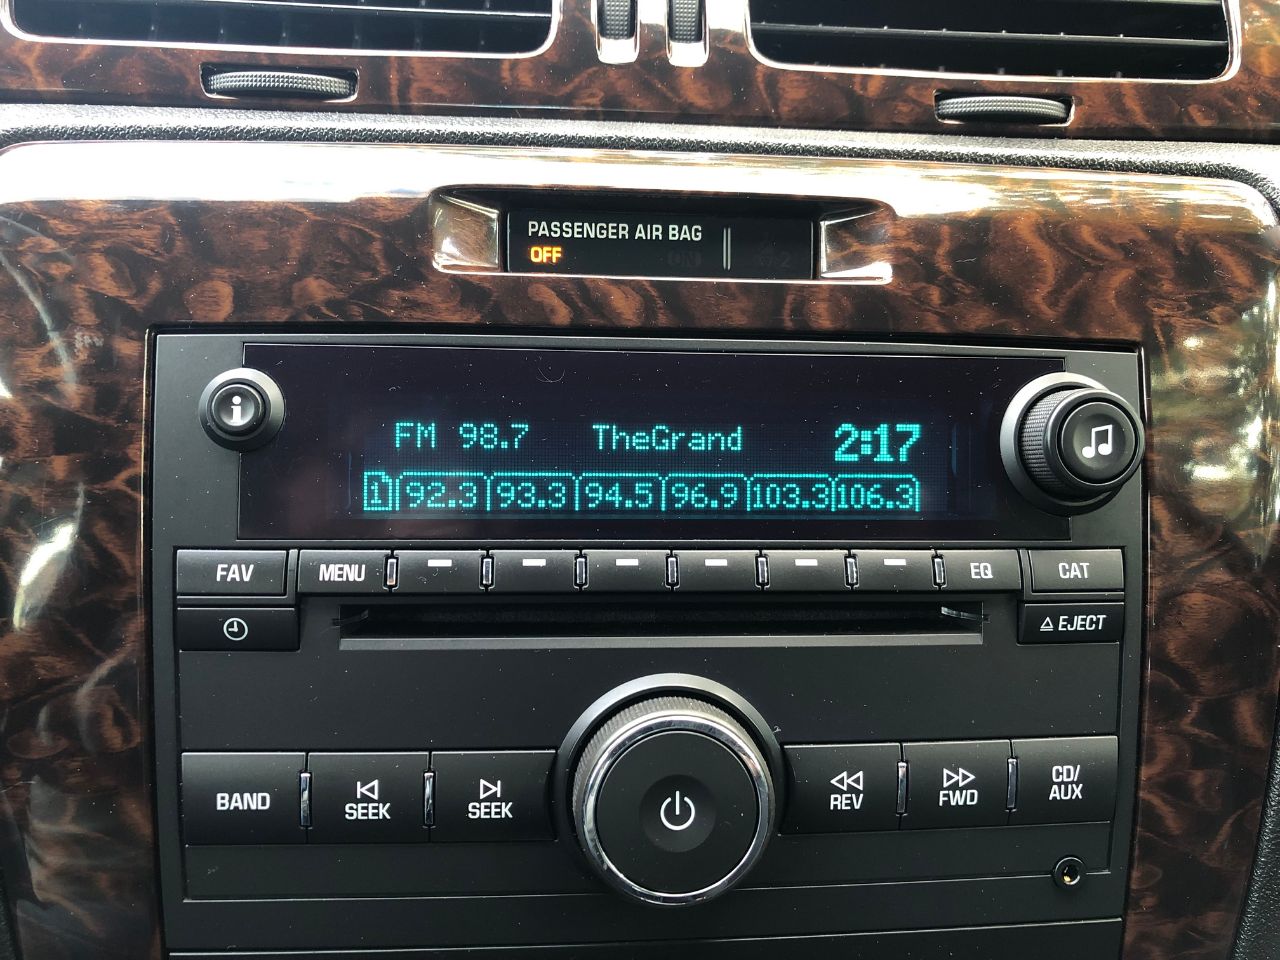 PASSENGER AIR BAG
OFF
FM 98.7 TheGrand 2:17
1 92.3 93.3 94.5 96.9 103.3 106.3
FAV MENU EQ CAT
EJECT
BAND SEEK SEEK REV FWD CD/
AUX